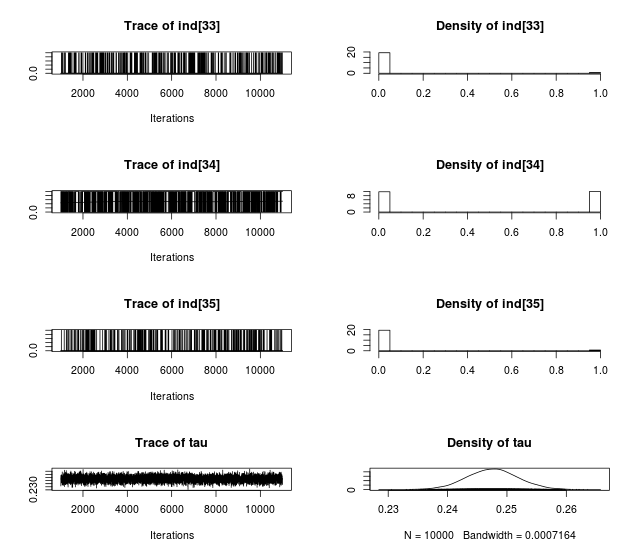 Trace of ind[33]
0.0
2000 4000 6000 8000 10000
Iterations
Density of ind[33]
0 20
0.0 0.2 0.4 0.6 0.8 1.0
Trace of ind[34]
0.0
2000 4000 6000 8000 10000
Iterations
Density of ind[34]
0 8
0.0 0.2 0.4 0.6 0.8 1.0
Trace of ind[35]
0.0
2000 4000 6000 8000 10000
Iterations
Density of ind[35]
0 20
0.0 0.2 0.4 0.6 0.8 1.0
Trace of tau
0.230
2000 4000 6000 8000 10000
Iterations
Density of tau
0
0.23 0.24 0.25 0.26
N = 10000 Bandwidth = 0.0007164